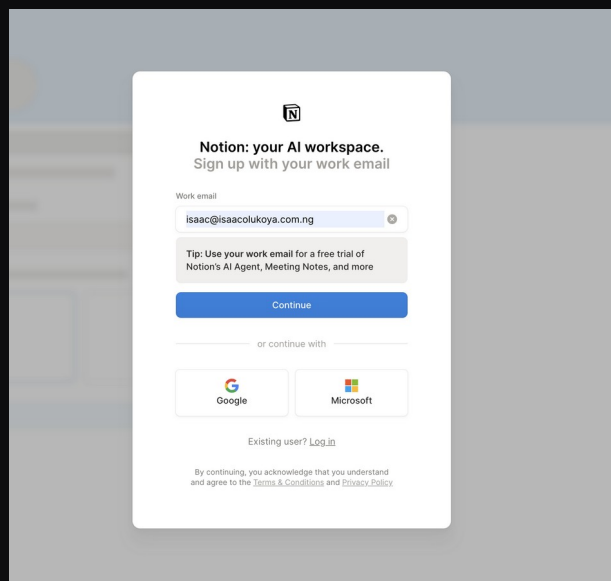 N
Notion: your AI workspace.
Sign up with your work email
Work email
isaac@isaacolukoya.com.ng
Tip: Use your work email for a free trial of
Notion's AI Agent, Meeting Notes, and more
Continue
or continue with
Google
Microsoft
Existing user? Log in
By continuing, you acknowledge that you understand
and agree to the Terms & Conditions and Privacy Policy